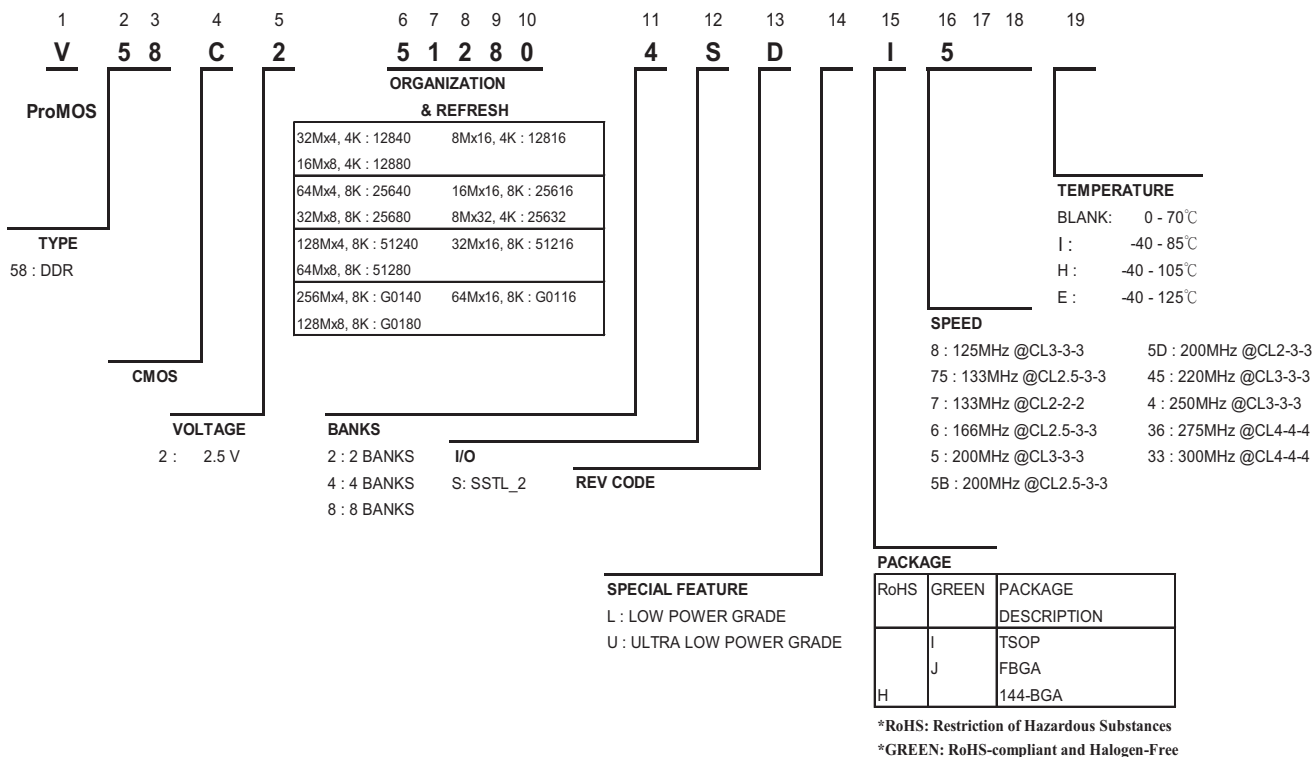 1 2 3 4 5 6 7 8 9 10 11 12 13 14 15 16 17 18 19
V 5 8 C 2 5 1 2 8 0 4 S D I 5
ProMOS
ORGANIZATION
& REFRESH
32Mx4, 4K : 12840 8Mx16, 4K : 12816
16Mx8, 4K : 12880
64Mx4, 8K : 25640 16Mx16, 8K : 25616
32Mx8, 8K : 25680 8Mx32, 4K : 25632
128Mx4, 8K : 51240 32Mx16, 8K : 51216
64Mx8, 8K : 51280
256Mx4, 8K : G0140 64Mx16, 8K : G0116
128Mx8, 8K : G0180
TEMPERATURE
BLANK: 0 - 70℃
I : -40 - 85℃
H : -40 - 105℃
E : -40 - 125℃
TYPE
58 : DDR
CMOS
VOLTAGE
2 : 2.5 V
BANKS
2 : 2 BANKS
4 : 4 BANKS
8 : 8 BANKS
I/O
S: SSTL_2
REV CODE
SPEED
8 : 125MHz @CL3-3-3 5D : 200MHz @CL2-3-3
75 : 133MHz @CL2.5-3-3 45 : 220MHz @CL3-3-3
7 : 133MHz @CL2-2-2 4 : 250MHz @CL3-3-3
6 : 166MHz @CL2.5-3-3 36 : 275MHz @CL4-4-4
5 : 200MHz @CL3-3-3 33 : 300MHz @CL4-4-4
5B : 200MHz @CL2.5-3-3
SPECIAL FEATURE
L : LOW POWER GRADE
U : ULTRA LOW POWER GRADE
PACKAGE
RoHS GREEN PACKAGE
DESCRIPTION
I TSOP
J FBGA
H 144-BGA
*RoHS: Restriction of Hazardous Substances
*GREEN: RoHS-compliant and Halogen-Free